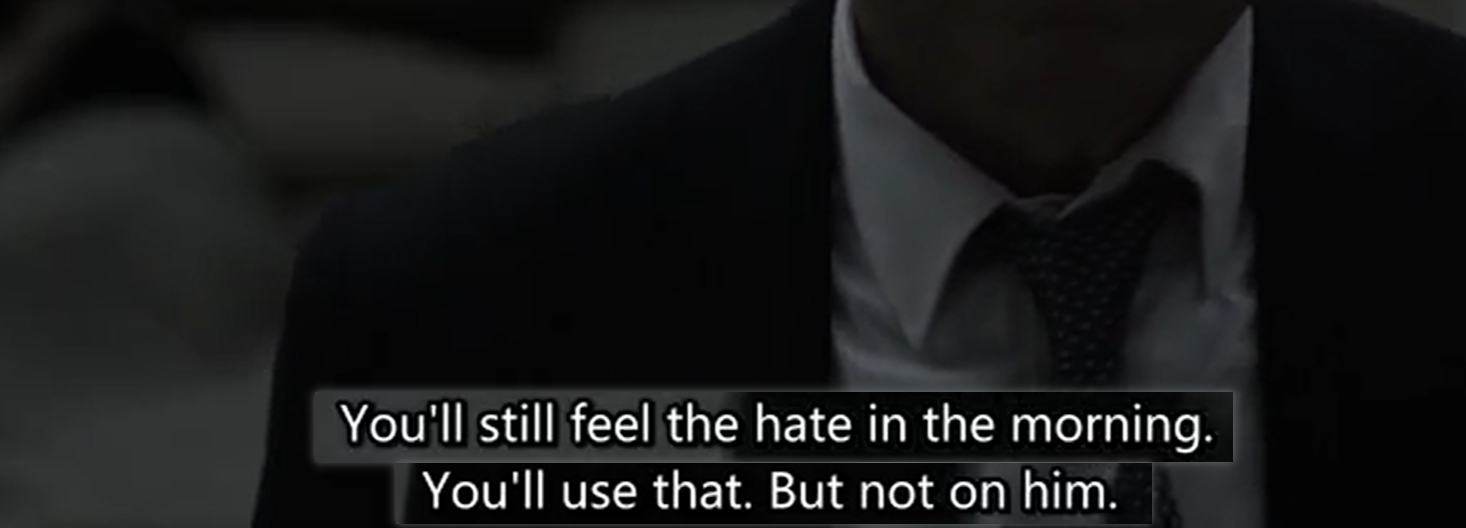 You'll still feel the hate in the morning.
You'll use that. But not on him.